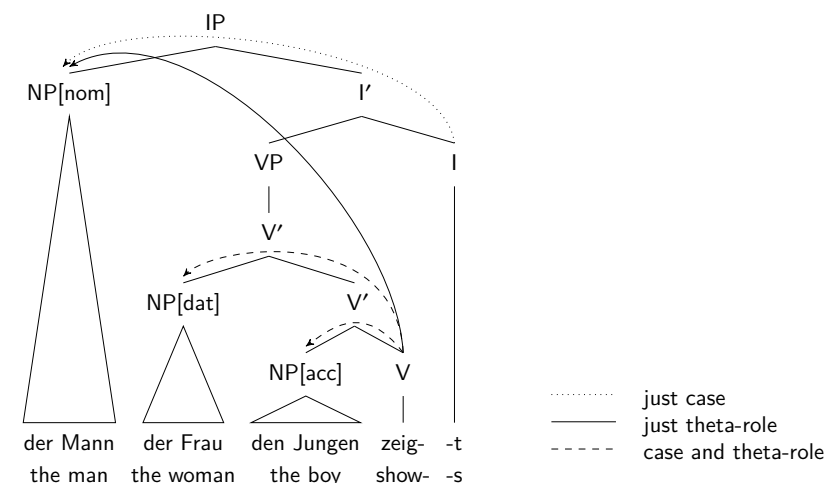 IP
NP[nom] I′
VP I
V′
NP[dat] V′
NP[acc] V
just case
just theta-role
der Mann der Frau den Jungen zeig- -t
case and theta-role
the man the woman the boy show- -s